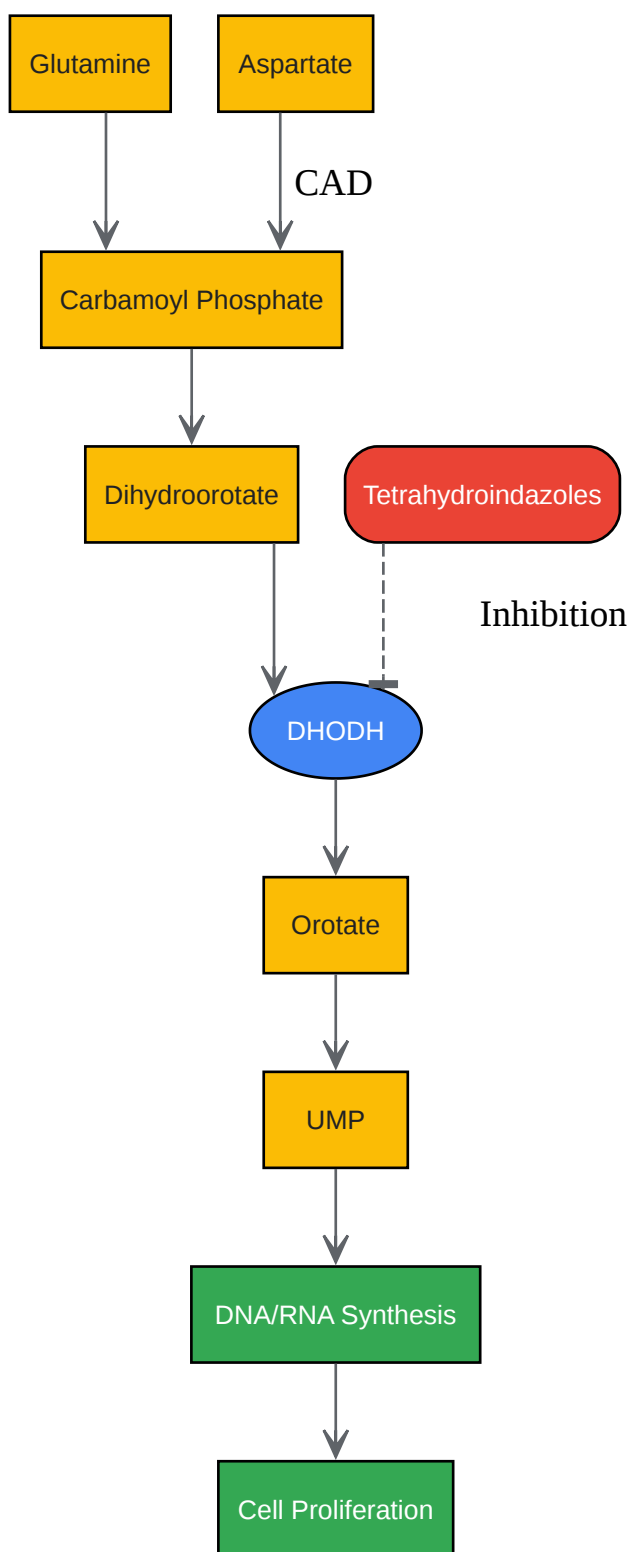 Glutamine
Aspartate
CAD
Carbamoyl Phosphate
Dihydroorotate
Tetrahydroindazoles
Inhibition
DHODH
Orotate
UMP
DNA/RNA Synthesis
Cell Proliferation